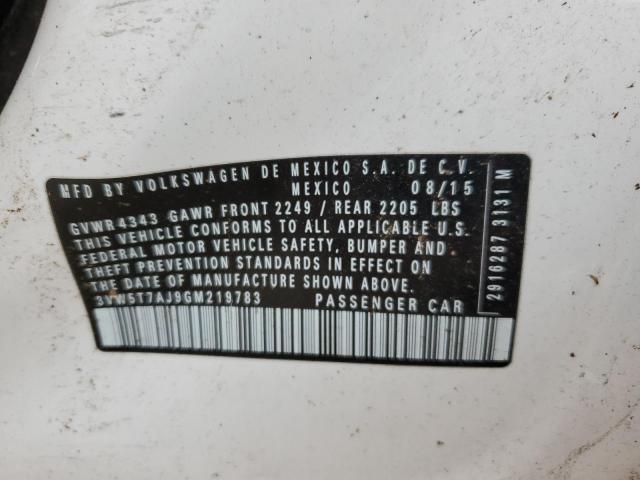 MFD BY VOLKSWAGEN DE MEXICO S.A. DE C.V.
MEXICO 08/15
GVWR 4343 GAWR FRONT 2249 / REAR 2205 LBS
THIS VEHICLE CONFORMS TO ALL APPLICABLE U.S.
FEDERAL MOTOR VEHICLE SAFETY, BUMPER AND
THEFT PREVENTION STANDARDS IN EFFECT ON
THE DATE OF MANUFACTURE SHOWN ABOVE.
3VW5T7AJ9GM219783 PASSENGER CAR
2916287 3131 M